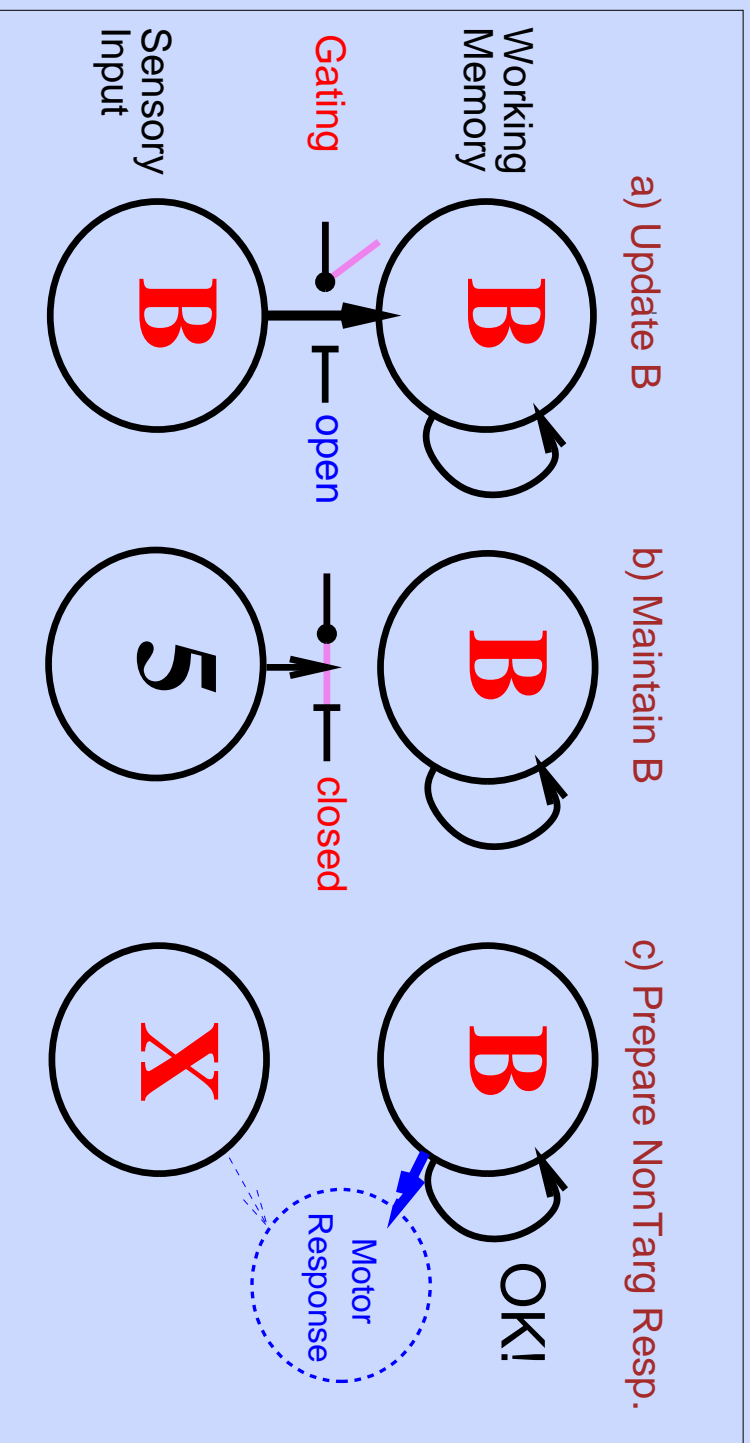 a) Update B
b) Maintain B
c) Prepare NonTarg Resp.
Working
Memory
B
B
B
OK!
Gating
open
closed
Motor
Response
Sensory
Input
B
5
X